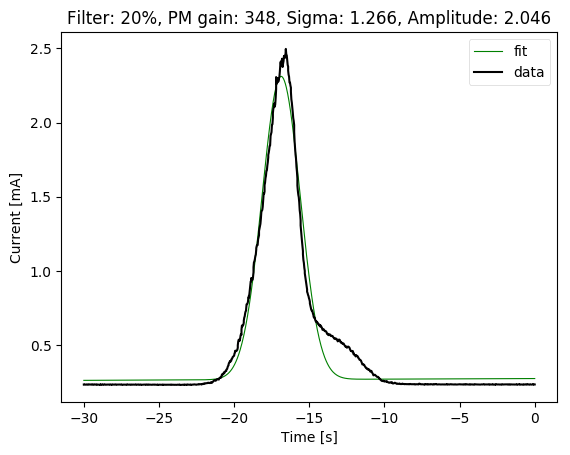 Filter: 20%, PM gain: 348, Sigma: 1.266, Amplitude: 2.046
fit
data
2.5
2.0
1.5
1.0
0.5
Current [mA]
−30 −25 −20 −15 −10 −5 0
Time [s]